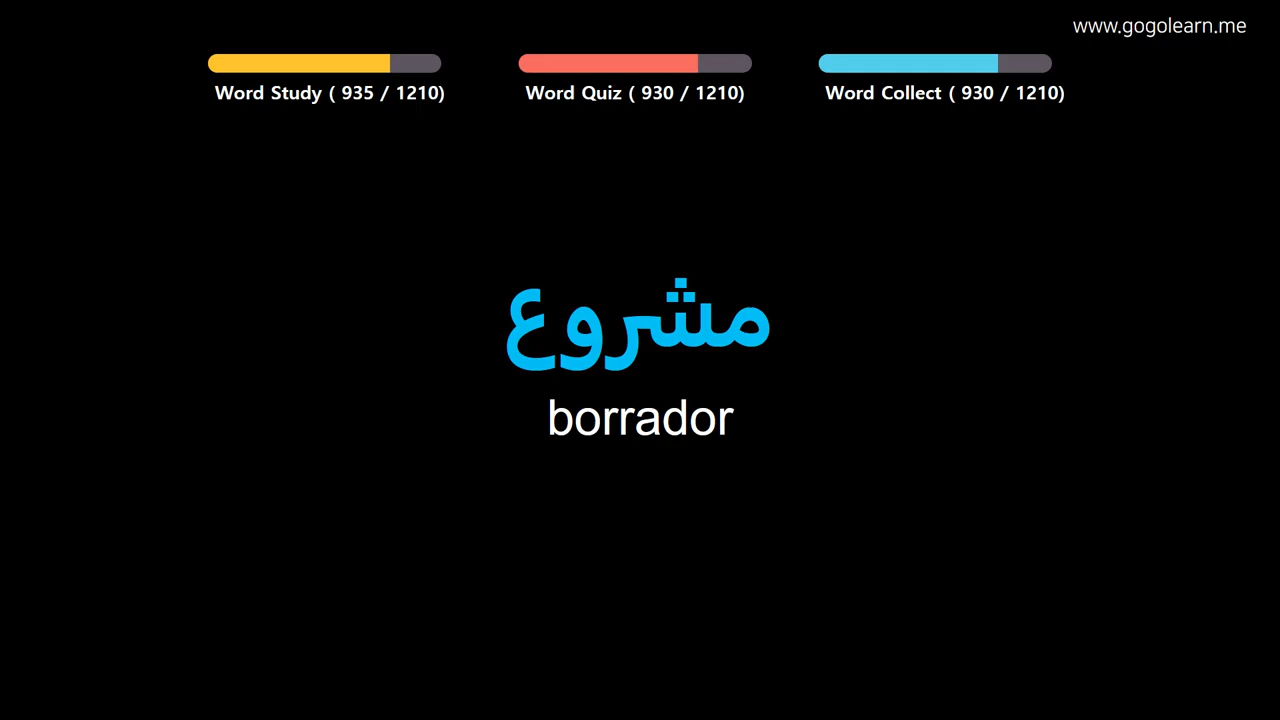 www.gogolearn.me
Word Study ( 935 / 1210)
Word Quiz ( 930 / 1210)
Word Collect ( 930 / 1210)
مشروع
borrador